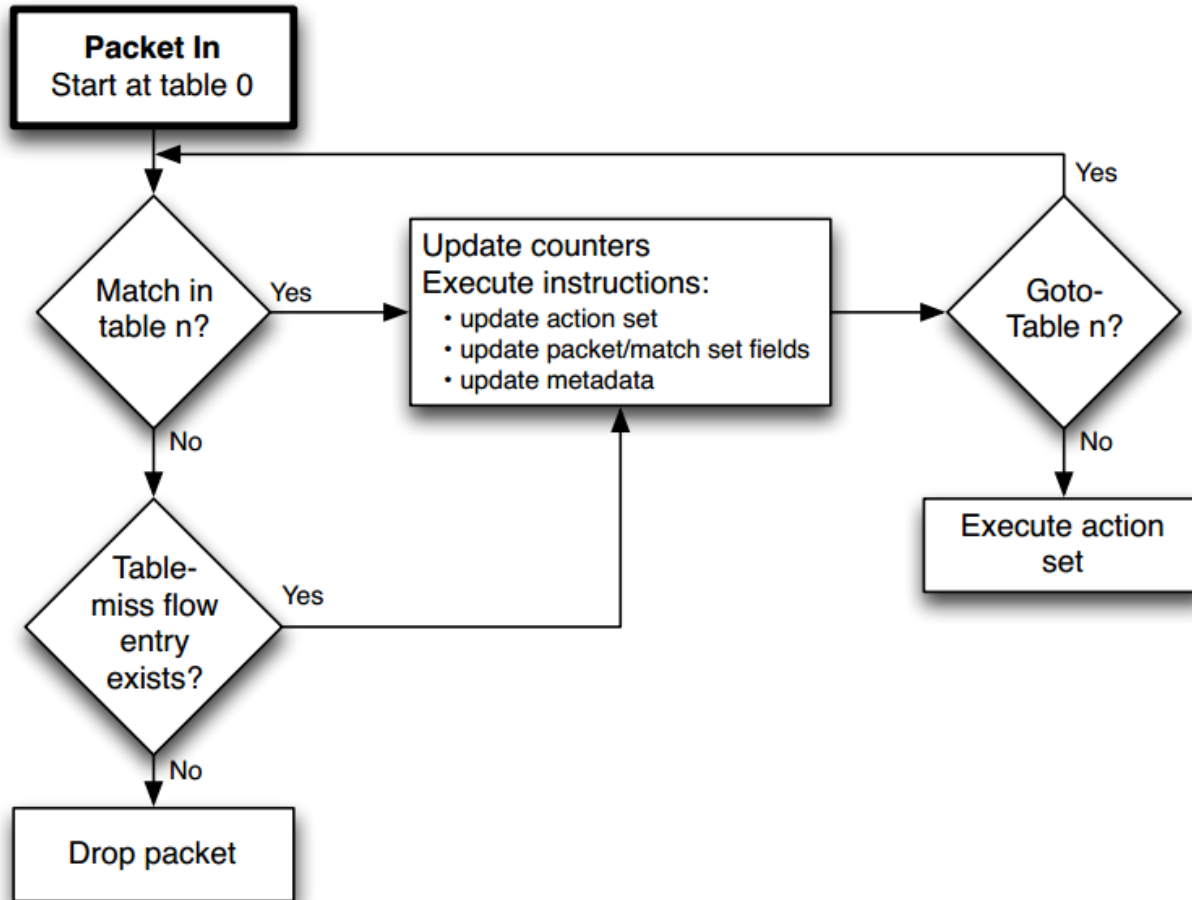 Packet In
Start at table 0
Yes
Match in
table n?
Yes
Update counters
Execute instructions:
• update action set
• update packet/match set fields
• update metadata
Goto-
Table n?
No
No
Execute action
set
Table-
miss flow
entry
exists?
Yes
No
Drop packet